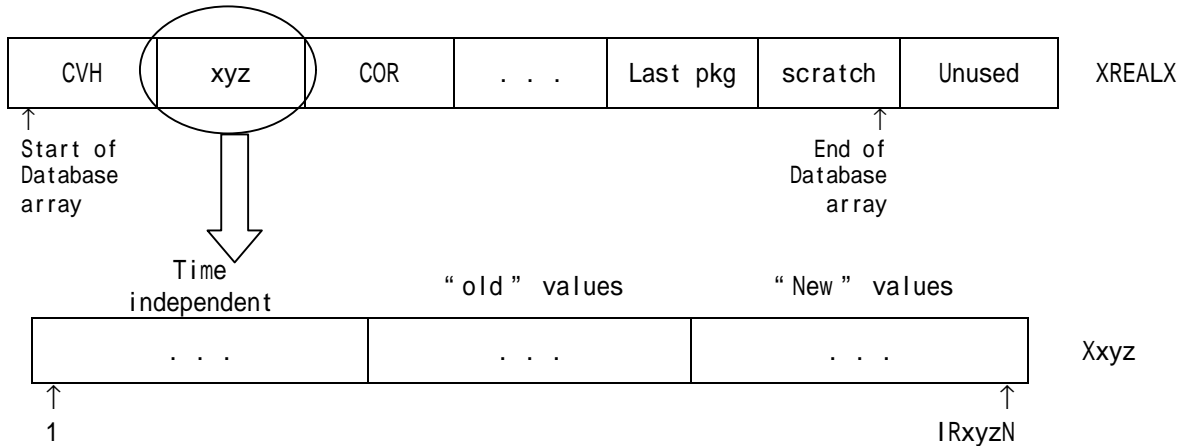 CVH xyz COR . . . Last pkg scratch Unused XREALX
↑ ↑
Start of End of
Database Database
array array
Time
independent “old” values “New” values
. . . . . . . . . Xxyz
↑ ↑
1 IRxyzN